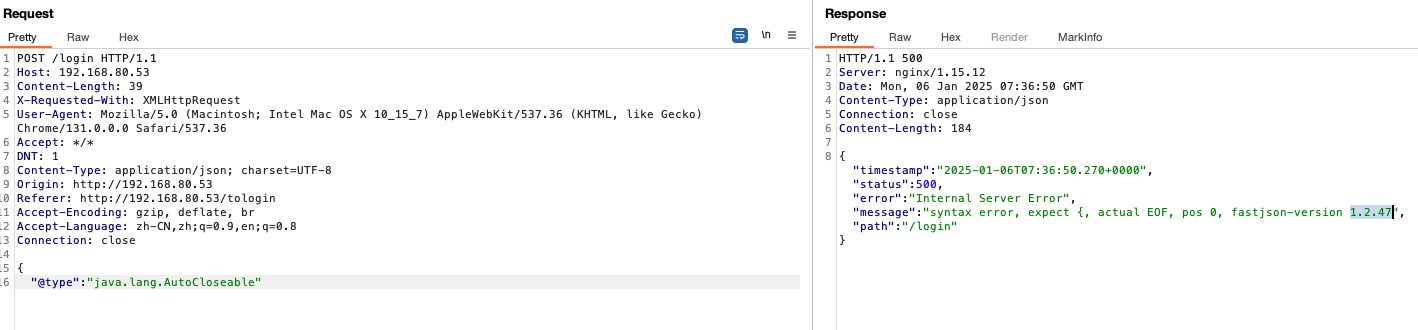 Request
Pretty Raw Hex
\n
1 POST /login HTTP/1.1
2 Host: 192.168.80.53
3 Content-Length: 39
4 X-Requested-With: XMLHttpRequest
5 User-Agent: Mozilla/5.0 (Macintosh; Intel Mac OS X 10_15_7) AppleWebKit/537.36 (KHTML, like Gecko)
Chrome/131.0.0.0 Safari/537.36
6 Accept: */*
7 DNT: 1
8 Content-Type: application/json; charset=UTF-8
9 Origin: http://192.168.80.53
10 Referer: http://192.168.80.53/tologin
11 Accept-Encoding: gzip, deflate, br
12 Accept-Language: zh-CN,zh;q=0.9,en;q=0.8
13 Connection: close
14
15 {
16 "@type":"java.lang.AutoCloseable"
Response
Pretty Raw Hex Render MarkInfo
1 HTTP/1.1 500
2 Server: nginx/1.15.12
3 Date: Mon, 06 Jan 2025 07:36:50 GMT
4 Content-Type: application/json
5 Connection: close
6 Content-Length: 184
7
8 {
"timestamp":"2025-01-06T07:36:50.270+0000",
"status":500,
"error":"Internal Server Error",
"message":"syntax error, expect {, actual EOF, pos 0, fastjson-version 1.2.47",
"path":"/login"
}